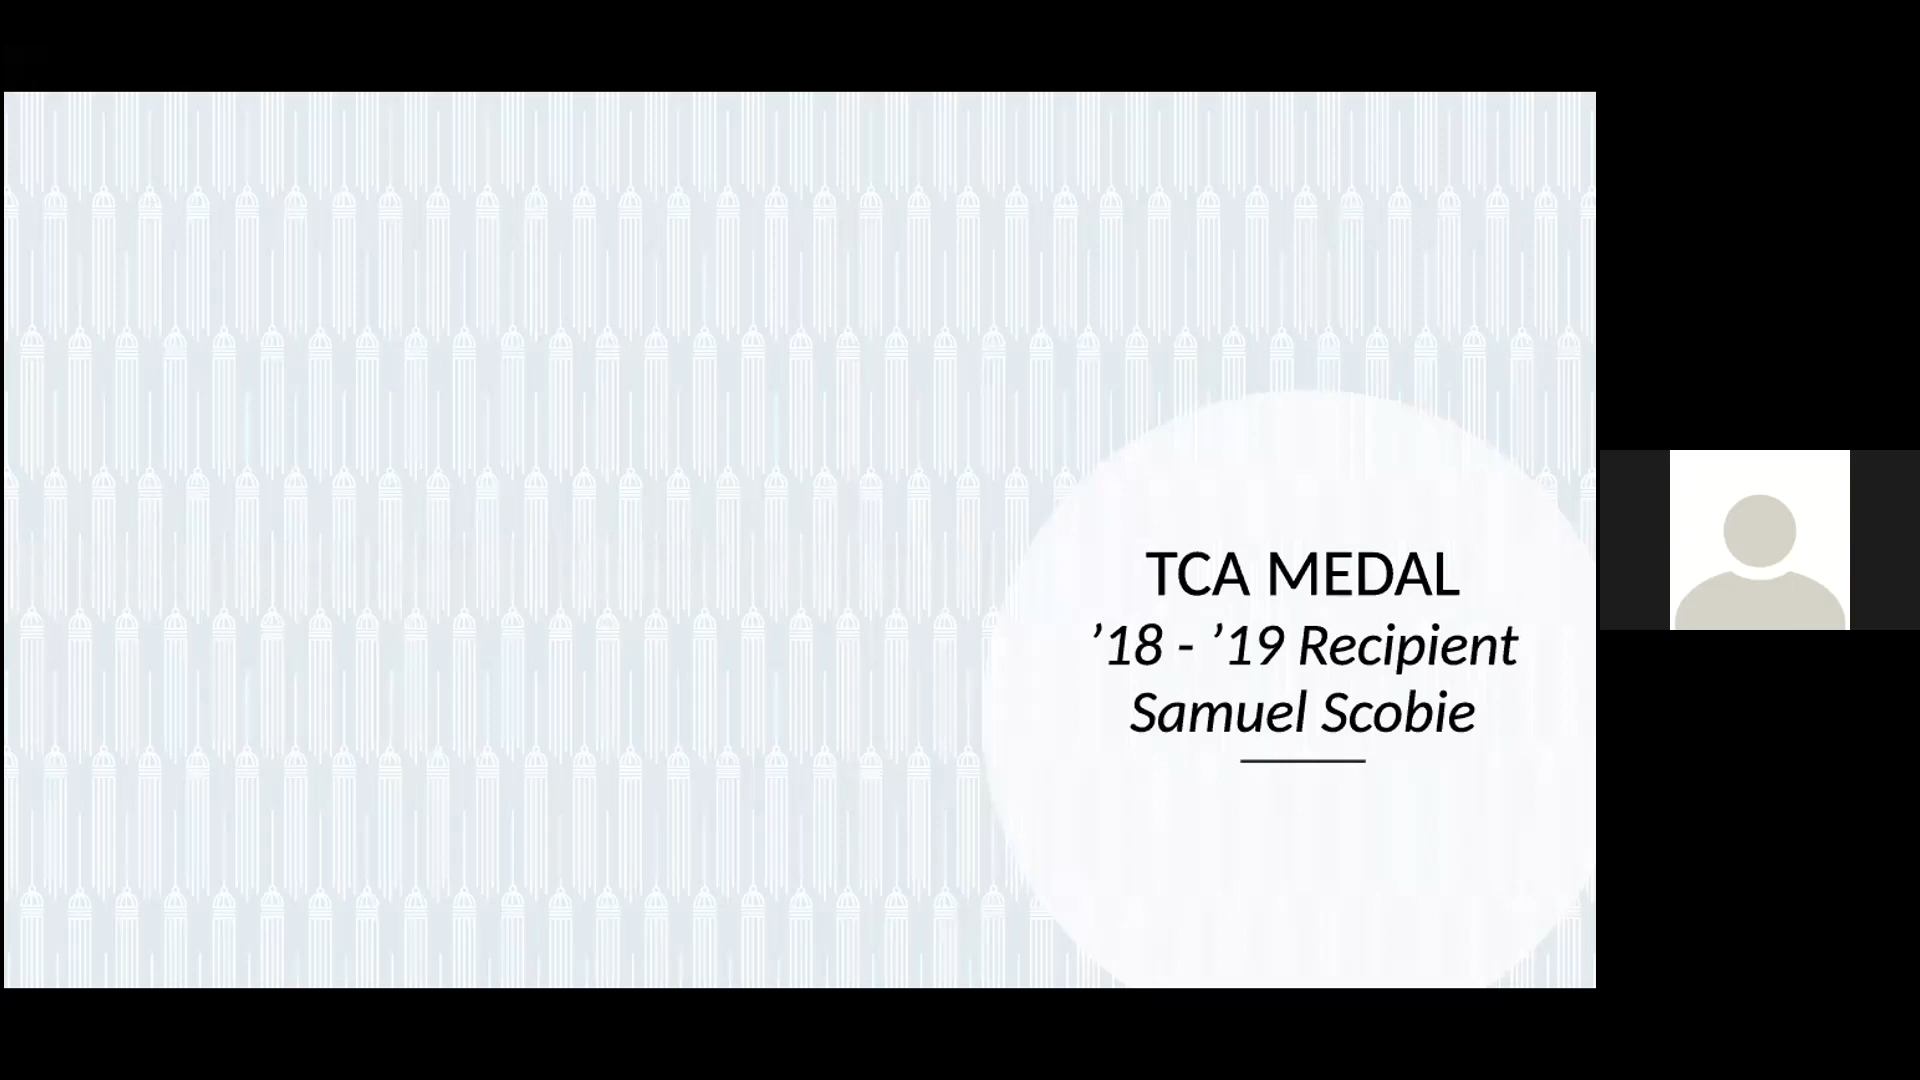 TCA MEDAL
’18 - ’19 Recipient
Samuel Scobie